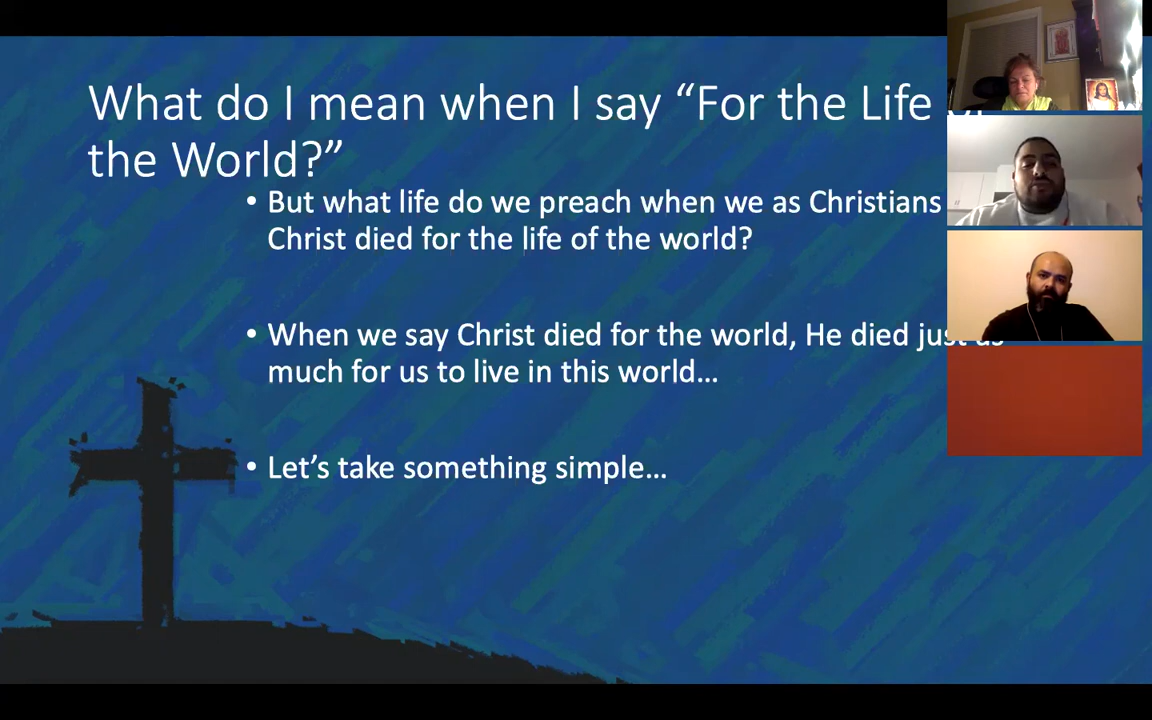 What do I mean when I say “For the Life
the World?”
• But what life do we preach when we as Christians
Christ died for the life of the world?
• When we say Christ died for the world, He died just as
much for us to live in this world…
• Let’s take something simple…